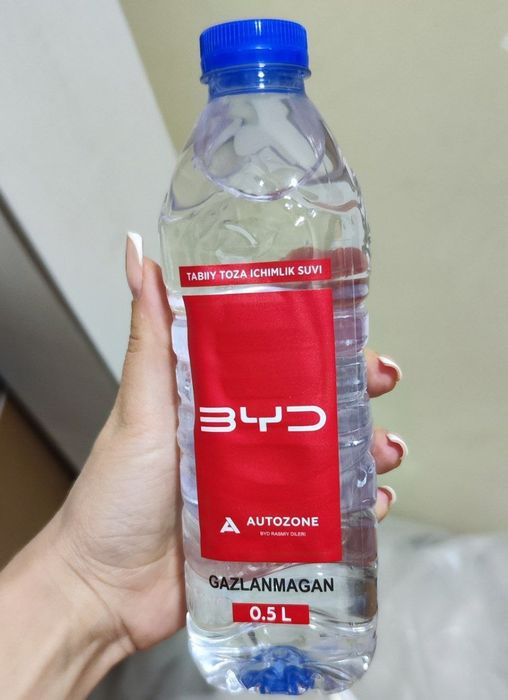 TABIIY TOZA ICHIMLIK SUVI
BYD
AUTOZONE
BYD RASMIY DILERI
GAZLANMAGAN
0.5 L